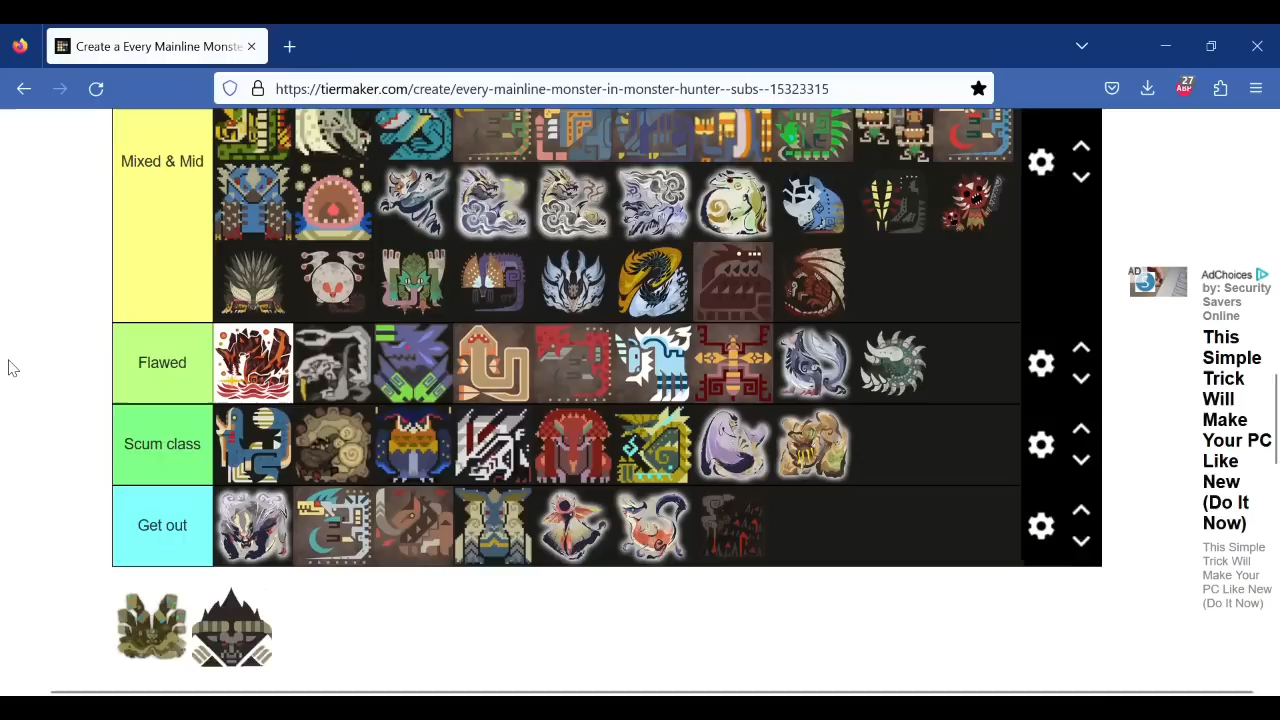 Create a Every Mainline Monste
https://tiermaker.com/create/every-mainline-monster-in-monster-hunter--subs--15323315
27
ABP
Mixed & Mid
Flawed
Scum class
Get out
AD
AdChoices
by: Security
Savers
Online
This
Simple
Trick
Will
Make
Your PC
Like
New
(Do It
Now)
This Simple
Trick Will
Make Your
PC Like New
(Do It Now)